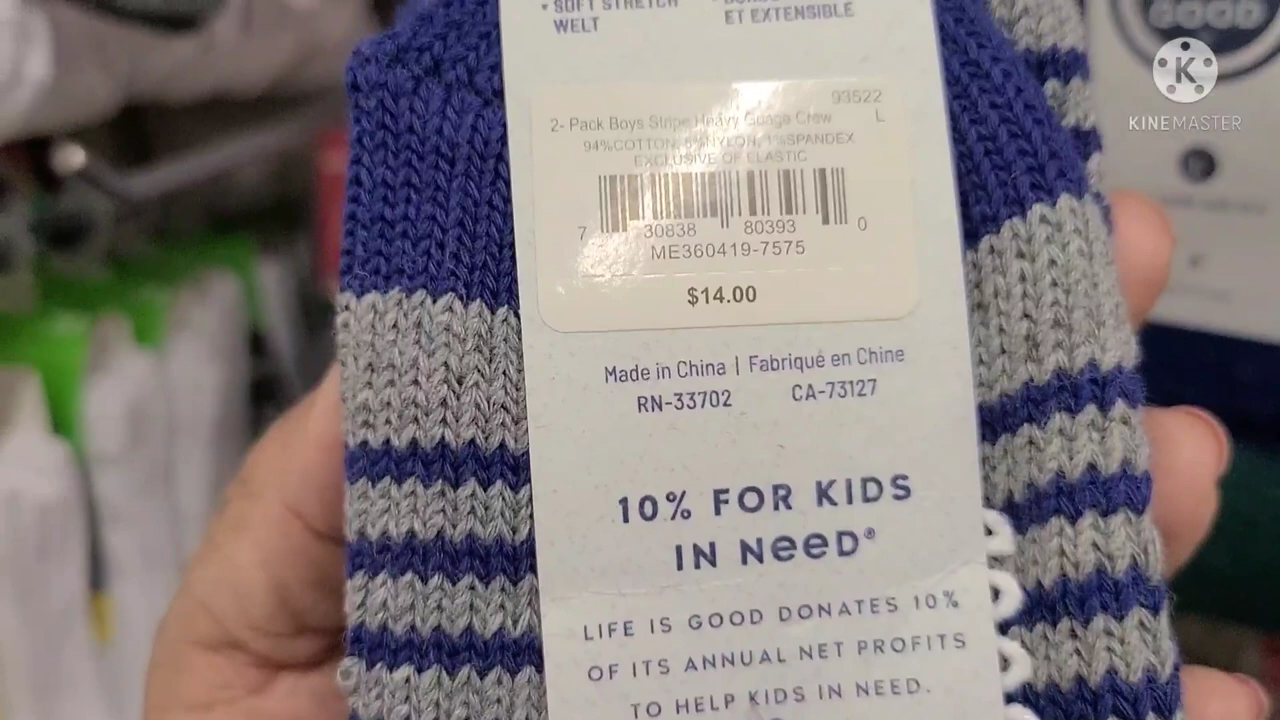 • SOFT STRETCH
WELT
ET EXTENSIBLE
GOOD
KINEMASTER
93522
2- Pack Boys Stripe Heavy Guage Crew L
94%COTTON, 5%NYLON, 1%SPANDEX
EXCLUSIVE OF ELASTIC
7 30838 80393 0
ME360419-7575
$14.00
Made in China | Fabriqué en Chine
RN-33702 CA-73127
10% FOR KIDS
IN NeeD®
LIFE IS GOOD DONATES 10%
OF ITS ANNUAL NET PROFITS
TO HELP KIDS IN NEED.